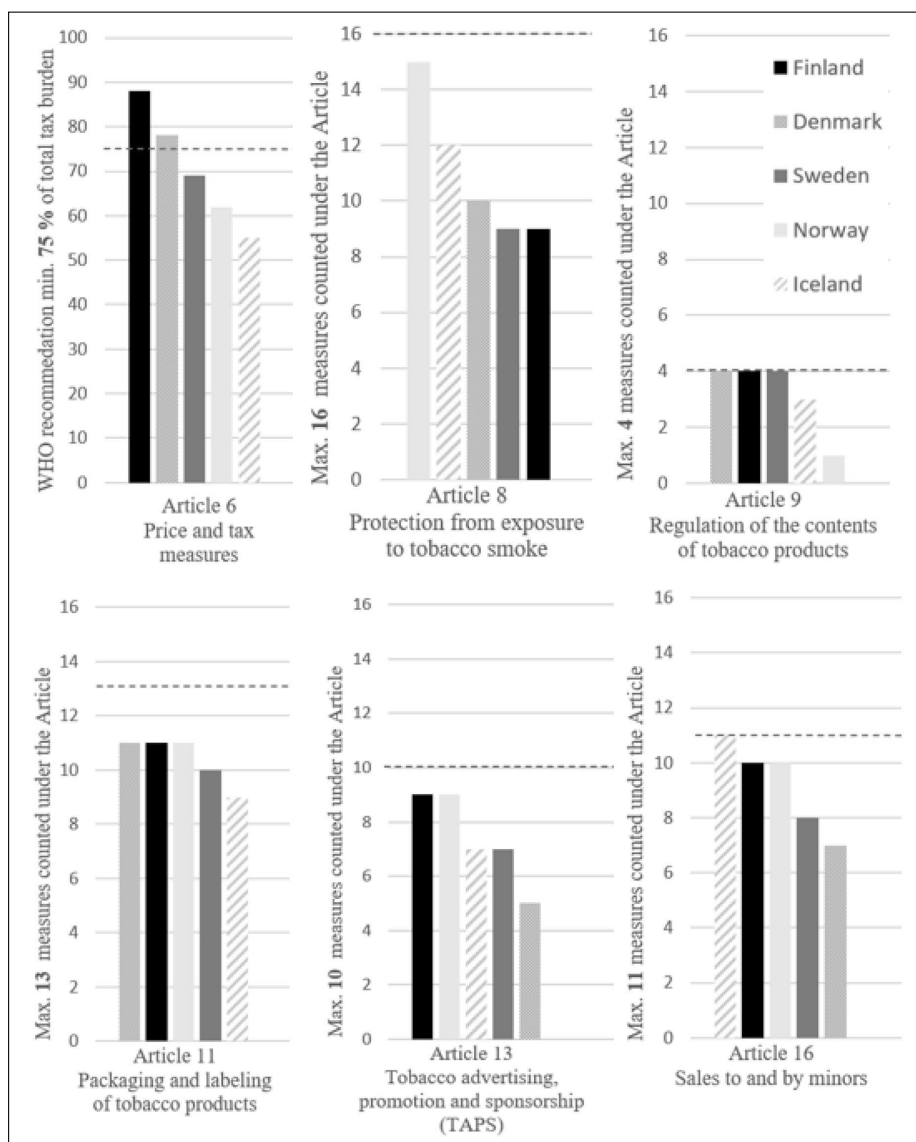 WHO recommedation min. 75 % of total tax burden
100
90
80
70
60
50
40
30
20
10
0
Article 6
Price and tax
measures
Max. 16 measures counted under the Article
16
14
12
10
8
6
4
2
0
Article 8
Protection from exposure
to tobacco smoke
Max. 4 measures counted under the Article
16
14
12
10
8
6
4
2
0
Finland
Denmark
Sweden
Norway
Iceland
Article 9
Regulation of the contents
of tobacco products
Max. 13 measures counted under the Article
16
14
12
10
8
6
4
2
0
Article 11
Packaging and labeling
of tobacco products
Max. 10 measures counted under the Article
16
14
12
10
8
6
4
2
0
Article 13
Tobacco advertising,
promotion and sponsorship
(TAPS)
Max. 11 measures counted under the Article
16
14
12
10
8
6
4
2
0
Article 16
Sales to and by minors